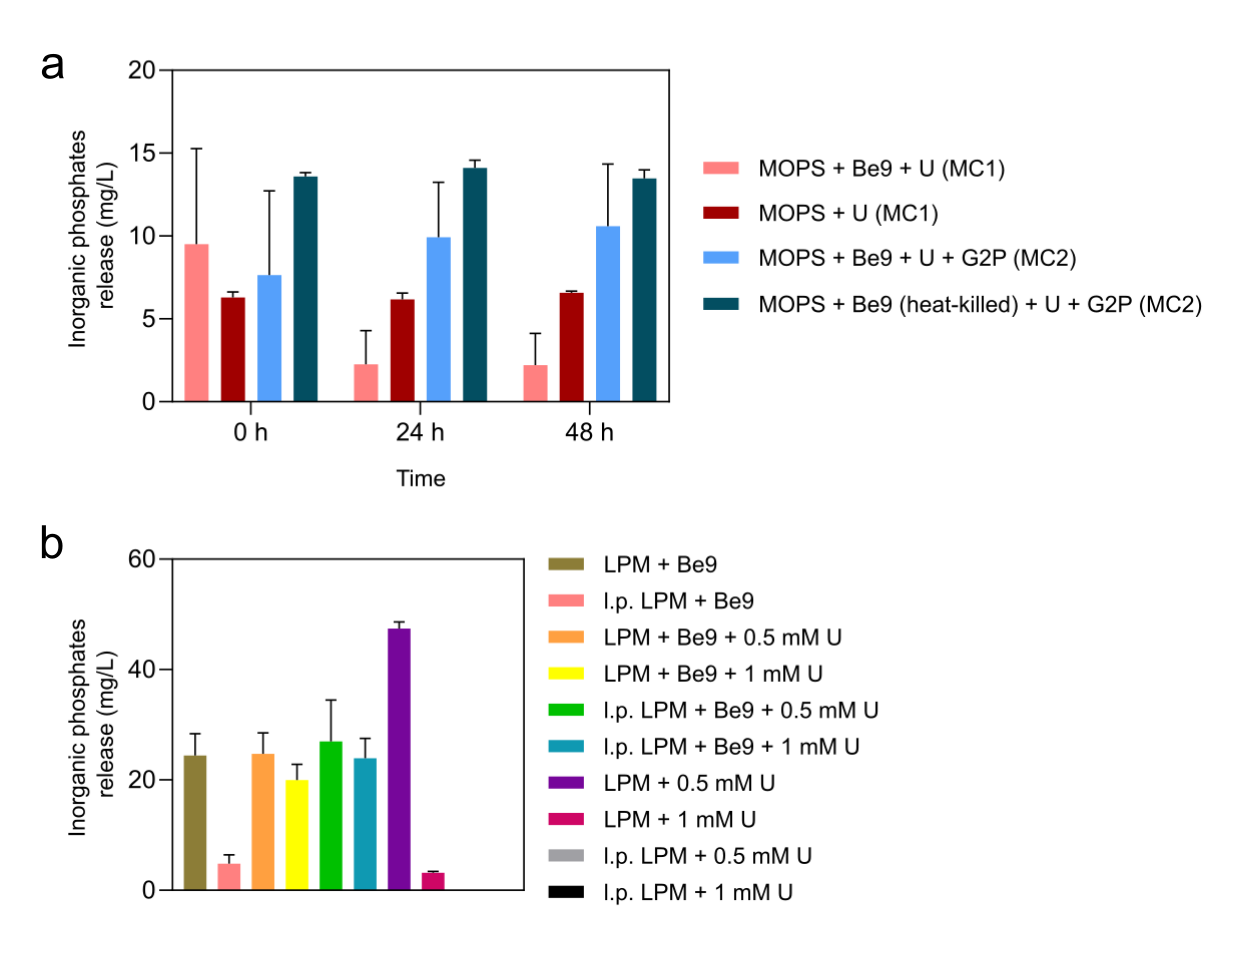 a
Inorganic phosphates
release (mg/L)
20
15
10
5
0
0 h
24 h
48 h
Time
MOPS + Be9 + U (MC1)
MOPS + U (MC1)
MOPS + Be9 + U + G2P (MC2)
MOPS + Be9 (heat-killed) + U + G2P (MC2)
b
Inorganic phosphates
release (mg/L)
60
40
20
0
LPM + Be9
l.p. LPM + Be9
LPM + Be9 + 0.5 mM U
LPM + Be9 + 1 mM U
l.p. LPM + Be9 + 0.5 mM U
l.p. LPM + Be9 + 1 mM U
LPM + 0.5 mM U
LPM + 1 mM U
l.p. LPM + 0.5 mM U
l.p. LPM + 1 mM U